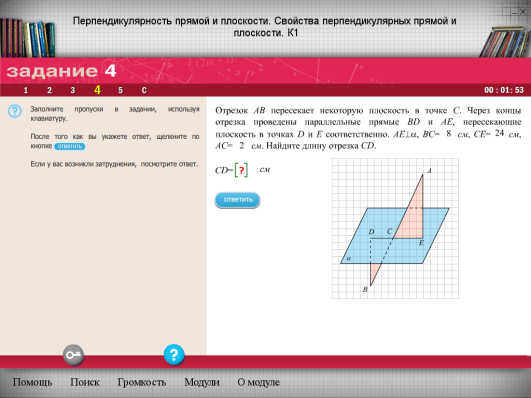 Перпендикулярность прямой и плоскости. Свойства перпендикулярных прямой и
плоскости. К1
задание 4
1 2 3 4 5 С
00 : 01 : 53
Заполните пропуски в задании, используя
клавиатуру.
После того как вы укажете ответ, щелкните по
кнопке ответить
Если у вас возникли затруднения, посмотрите ответ.
Отрезок AB пересекает некоторую плоскость в точке C. Через концы
отрезка проведены параллельные прямые BD и AE, пересекающие
плоскость в точках D и E соответственно. AE⊥α, BC= 8 см, CE= 24 см,
AC= 2 см. Найдите длину отрезка CD.
CD=[?] см
ответить
A
D C
E
α
B
?
Помощь Поиск Громкость Модули О модуле